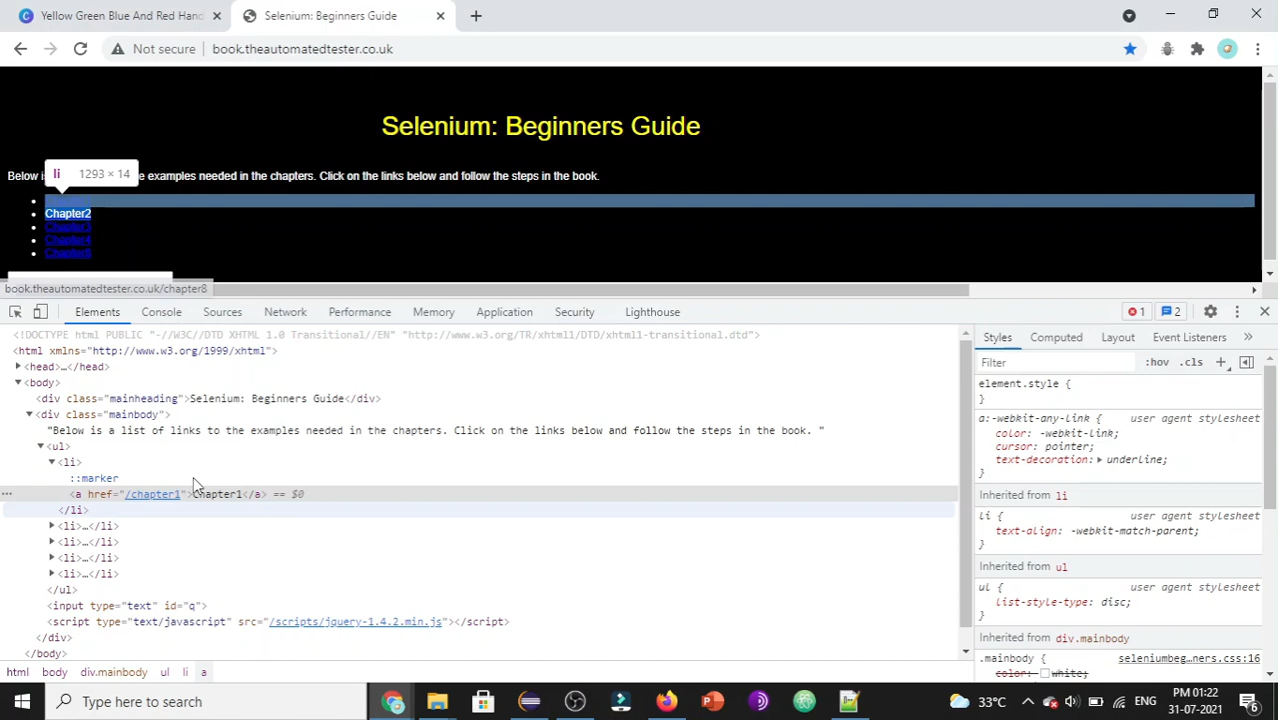 Yellow Green Blue And Red Hand
Selenium: Beginners Guide
Not secure
book.theautomatedtester.co.uk
Selenium: Beginners Guide
li 1293 × 14
Below i e examples needed in the chapters. Click on the links below and follow the steps in the book.
Chapter2
Chapter3
Chapter4
Chapter8
book.theautomatedtester.co.uk/chapter8
Elements Console Sources Network Performance Memory Application Security Lighthouse 1 2
<!DOCTYPE html PUBLIC "-//W3C//DTD XHTML 1.0 Transitional//EN" "http://www.w3.org/TR/xhtml1/DTD/xhtml1-transitional.dtd">
<html xmlns="http://www.w3.org/1999/xhtml">
<head>…</head>
<body>
<div class="mainheading">Selenium: Beginners Guide</div>
<div class="mainbody">
"Below is a list of links to the examples needed in the chapters. Click on the links below and follow the steps in the book. "
<ul>
<li>
::marker
<a href="/chapter1">Chapter1</a> == $0
</li>
<li>…</li>
<li>…</li>
<li>…</li>
<li>…</li>
</ul>
<input type="text" id="q">
<script type="text/javascript" src="/scripts/jquery-1.4.2.min.js"></script>
</div>
</body>
html body div.mainbody ul li a
Styles Computed Layout Event Listeners »
Filter :hov .cls +
element.style {
}
a:-webkit-any-link { user agent stylesheet
color: -webkit-link;
cursor: pointer;
text-decoration: underline;
}
Inherited from li
li { user agent stylesheet
text-align: -webkit-match-parent;
}
Inherited from ul
ul { user agent stylesheet
list-style-type: disc;
}
Inherited from div.mainbody
.mainbody { seleniumbeg…ners.css:16
color: white;
Type here to search
33°C
ENG
PM 01:22
31-07-2021
6